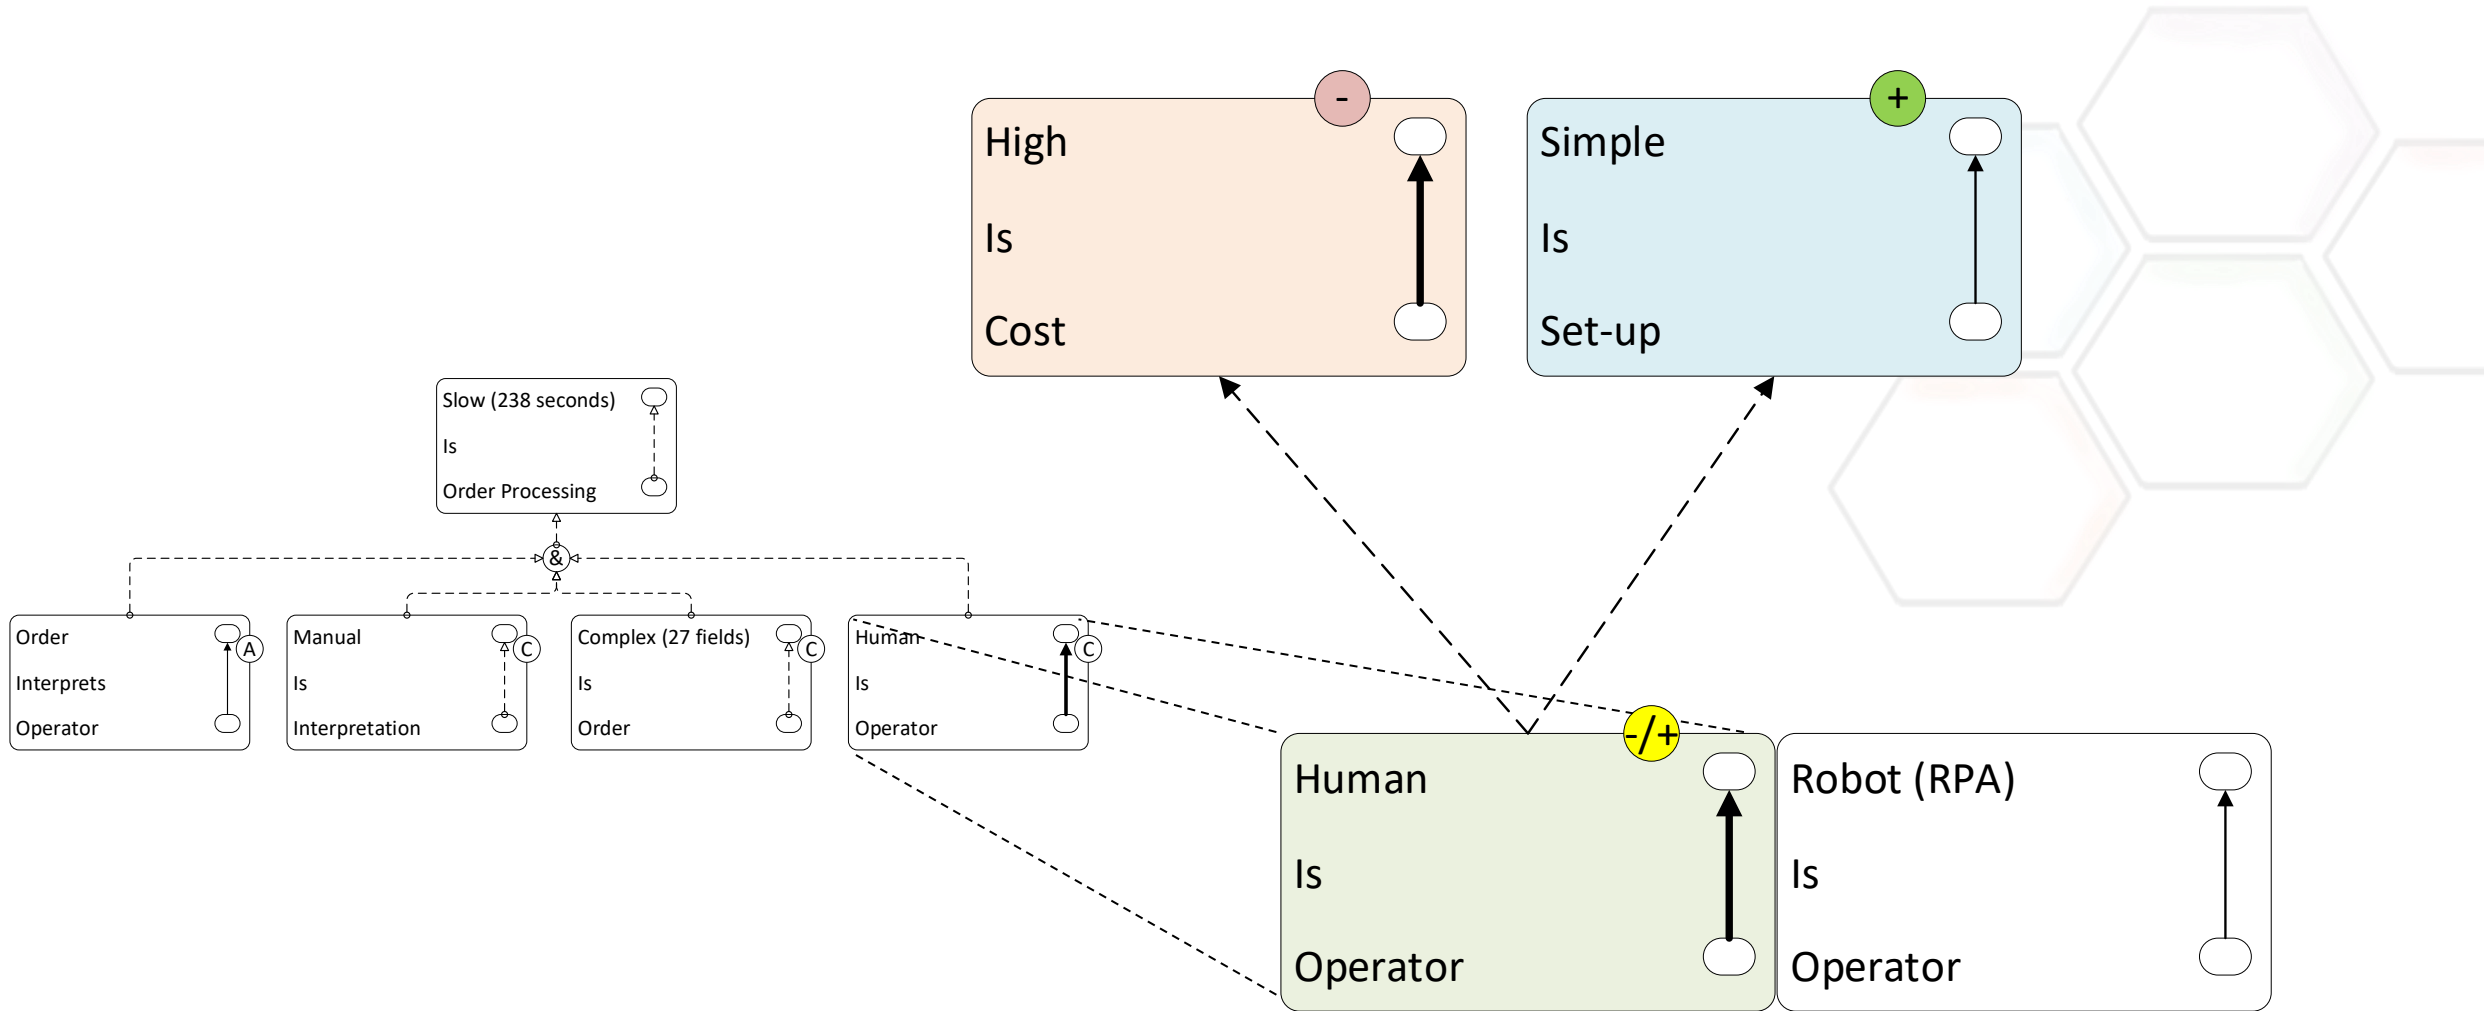 -
High
Is
Cost
+
Simple
Is
Set-up
Slow (238 seconds)
Is
Order Processing
&
Order
Interprets
Operator
A
Manual
Is
Interpretation
C
Complex (27 fields)
Is
Order
C
Human
Is
Operator
C
-/+
Human
Is
Operator
Robot (RPA)
Is
Operator